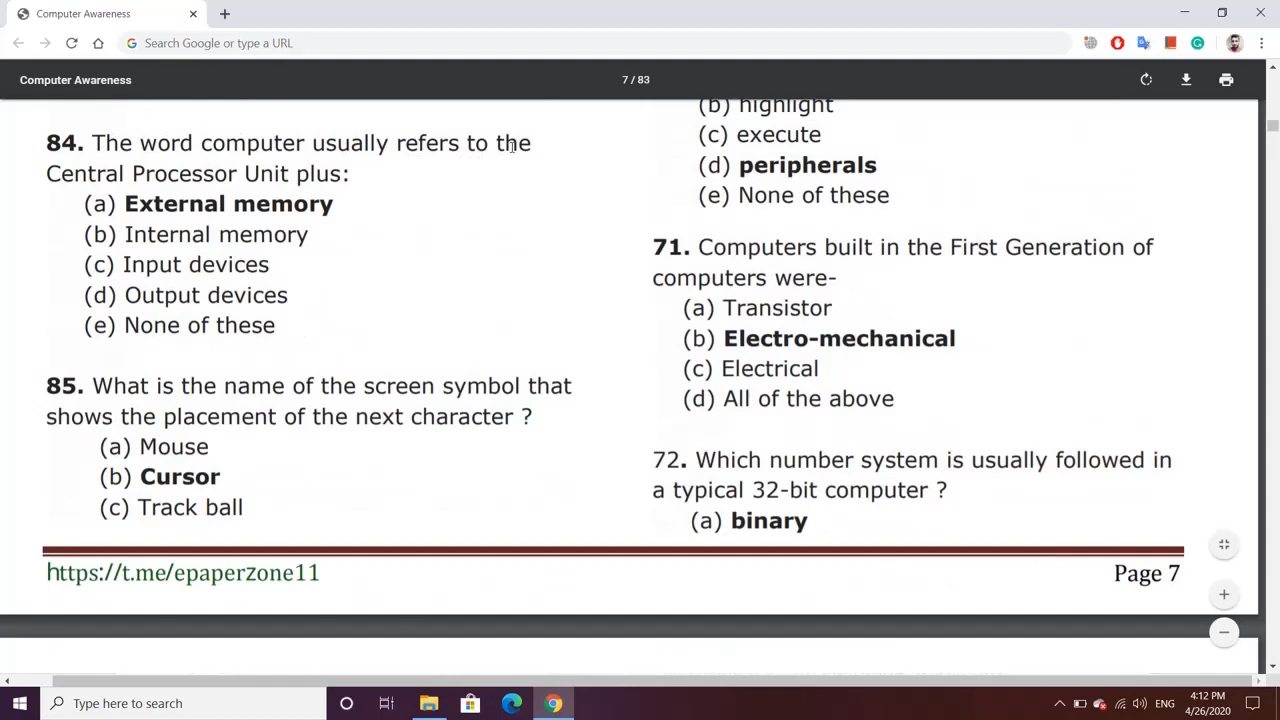 Computer Awareness
Search Google or type a URL
Computer Awareness
7 / 83
84. The word computer usually refers to the
Central Processor Unit plus:
(a) External memory
(b) Internal memory
(c) Input devices
(d) Output devices
(e) None of these
85. What is the name of the screen symbol that
shows the placement of the next character ?
(a) Mouse
(b) Cursor
(c) Track ball
(b) highlight
(c) execute
(d) peripherals
(e) None of these
71. Computers built in the First Generation of
computers were-
(a) Transistor
(b) Electro-mechanical
(c) Electrical
(d) All of the above
72. Which number system is usually followed in
a typical 32-bit computer ?
(a) binary
https://t.me/epaperzone11
Page 7
Type here to search
ENG
4:12 PM
4/26/2020